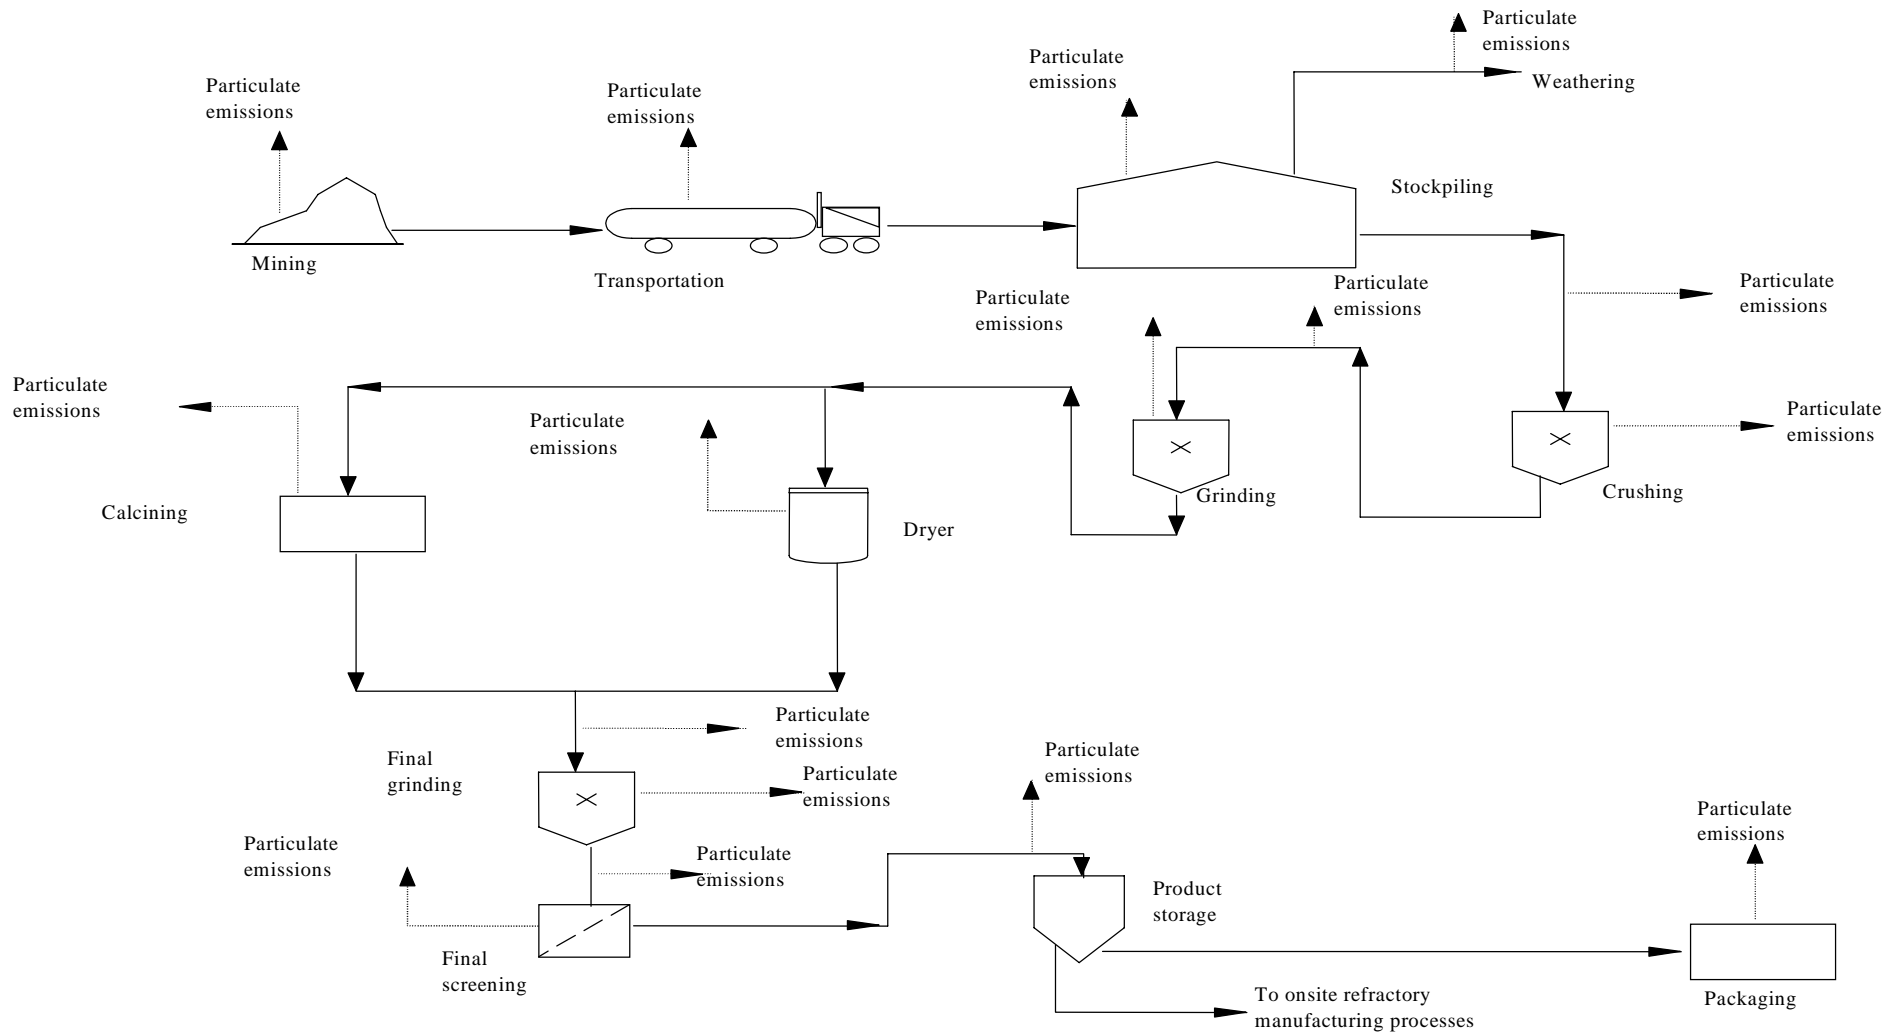 Particulate
emissions
Particulate
emissions
Particulate
emissions
Particulate
emissions
Weathering
Mining
Transportation
Stockpiling
Particulate
emissions
Particulate
emissions
Particulate
emissions
Particulate
emissions
Particulate
emissions
Particulate
emissions
Calcining
Dryer
Grinding
Crushing
Particulate
emissions
Final
grinding
Particulate
emissions
Particulate
emissions
Particulate
emissions
Particulate
emissions
Final
screening
Product
storage
Particulate
emissions
Packaging
To onsite refractory
manufacturing processes